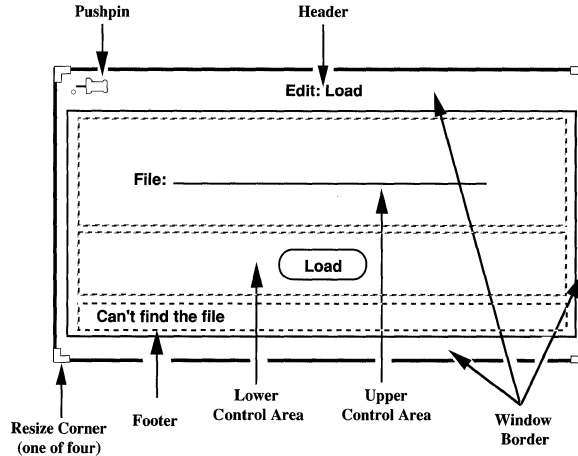 Pushpin
Header
Edit: Load
File:
Load
Can't find the file
Resize Corner
(one of four)
Footer
Lower
Control Area
Upper
Control Area
Window
Border